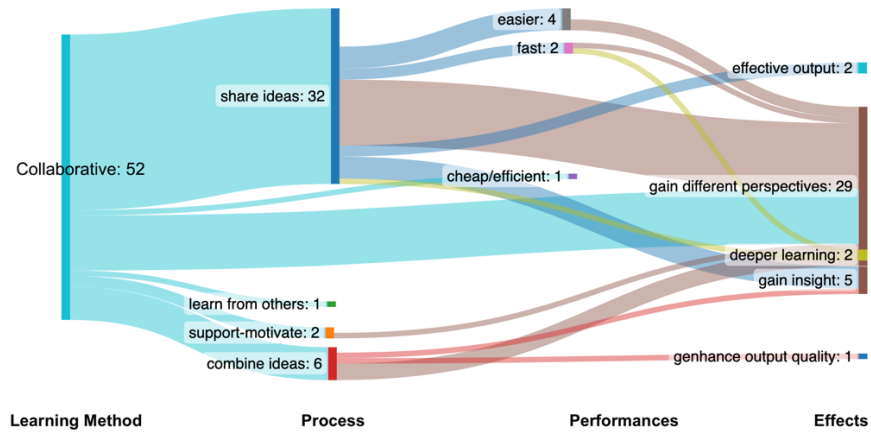 easier: 4
fast: 2
effective output: 2
share ideas: 32
Collaborative: 52
cheap/efficient: 1
gain different perspectives: 29
deeper learning: 2
gain insight: 5
learn from others: 1
support-motivate: 2
combine ideas: 6
genhance output quality: 1
Learning Method Process Performances Effects